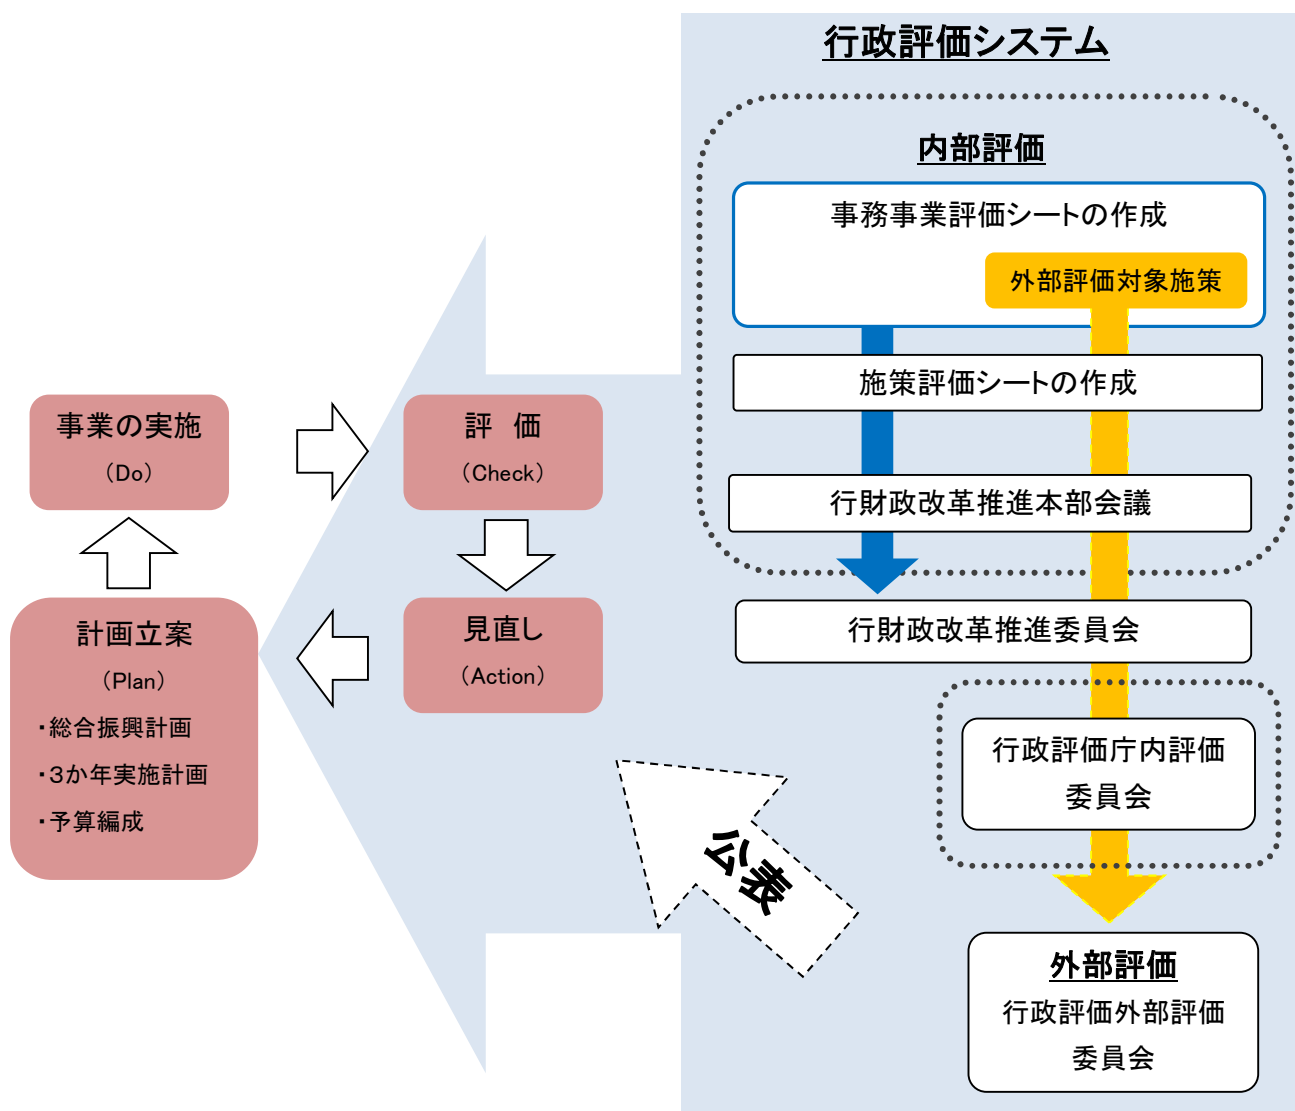 行政評価システム
内部評価
事務事業評価シートの作成
外部評価対象施策
施策評価シートの作成
行財政改革推進本部会議
行財政改革推進委員会
行政評価庁内評価
委員会
外部評価
行政評価外部評価
委員会
公表
事業の実施
（Do）
評　価
（Check）
見直し
（Action）
計画立案
（Plan）
・総合振興計画
・３か年実施計画
・予算編成